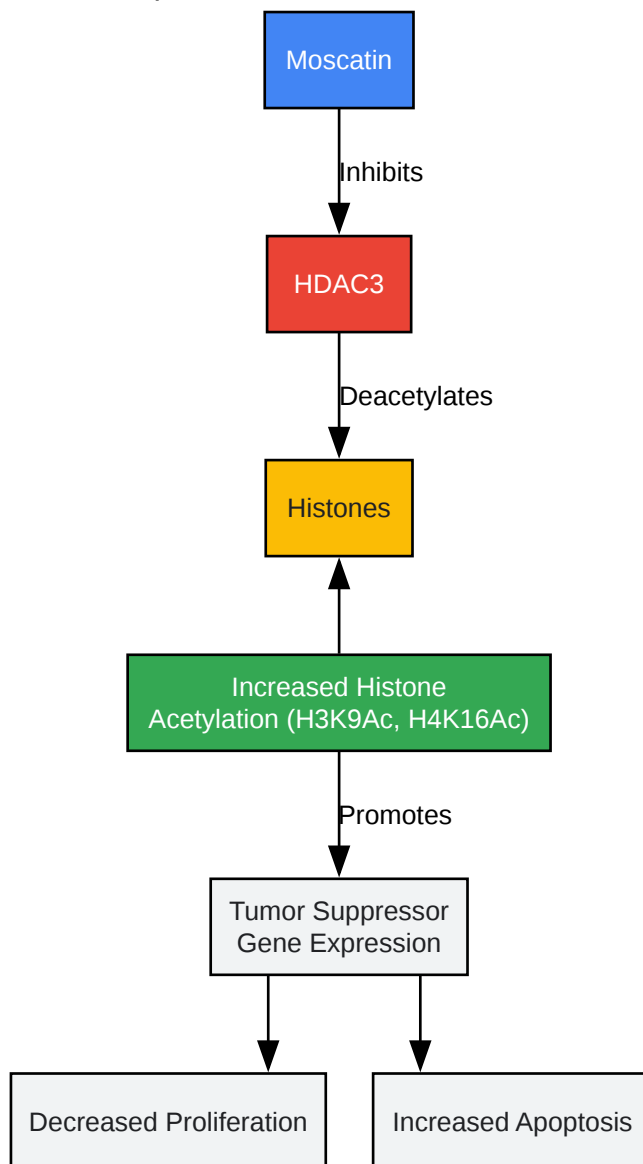 Moscatin
Inhibits
HDAC3
Deacetylates
Histones
Increased Histone
Acetylation (H3K9Ac, H4K16Ac)
Promotes
Tumor Suppressor
Gene Expression
Decreased Proliferation
Increased Apoptosis